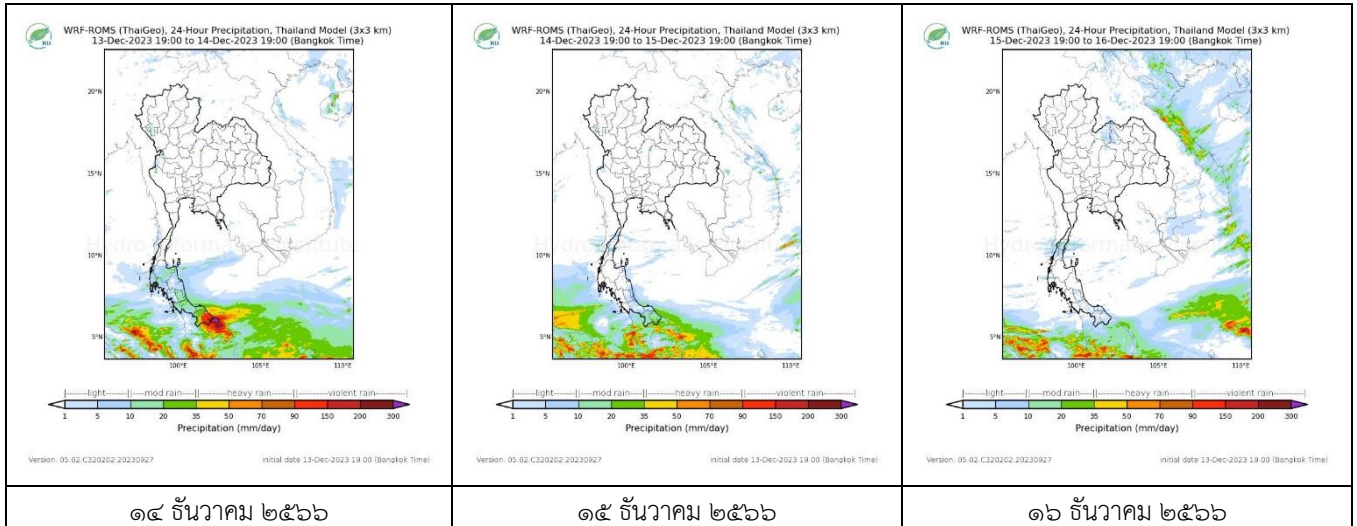 WRF-ROMS (ThaiGeo), 24-Hour Precipitation, Thailand Model (3x3 km)
13-Dec-2023 19:00 to 14-Dec-2023 19:00 (Bangkok Time)
20°N
15°N
10°N
5°N
100°E 105°E 110°E
Hydro Informatics Institute
light mod rain heavy rain violent rain
1 5 10 20 35 50 70 90 150 200 300
Precipitation (mm/day)
Version: 05.02.C320202.20230927 initial date 13-Dec-2023 19:00 (Bangkok Time)
๑๔ ธันวาคม ๒๕๖๖
WRF-ROMS (ThaiGeo), 24-Hour Precipitation, Thailand Model (3x3 km)
14-Dec-2023 19:00 to 15-Dec-2023 19:00 (Bangkok Time)
20°N
15°N
10°N
5°N
100°E 105°E 110°E
Hydro Informatics Institute
light mod rain heavy rain violent rain
1 5 10 20 35 50 70 90 150 200 300
Precipitation (mm/day)
Version: 05.02.C320202.20230927 initial date 13-Dec-2023 19:00 (Bangkok Time)
๑๕ ธันวาคม ๒๕๖๖
WRF-ROMS (ThaiGeo), 24-Hour Precipitation, Thailand Model (3x3 km)
15-Dec-2023 19:00 to 16-Dec-2023 19:00 (Bangkok Time)
20°N
15°N
10°N
5°N
100°E 105°E 110°E
Hydro Informatics Institute
light mod rain heavy rain violent rain
1 5 10 20 35 50 70 90 150 200 300
Precipitation (mm/day)
Version: 05.02.C320202.20230927 initial date 13-Dec-2023 19:00 (Bangkok Time)
๑๖ ธันวาคม ๒๕๖๖